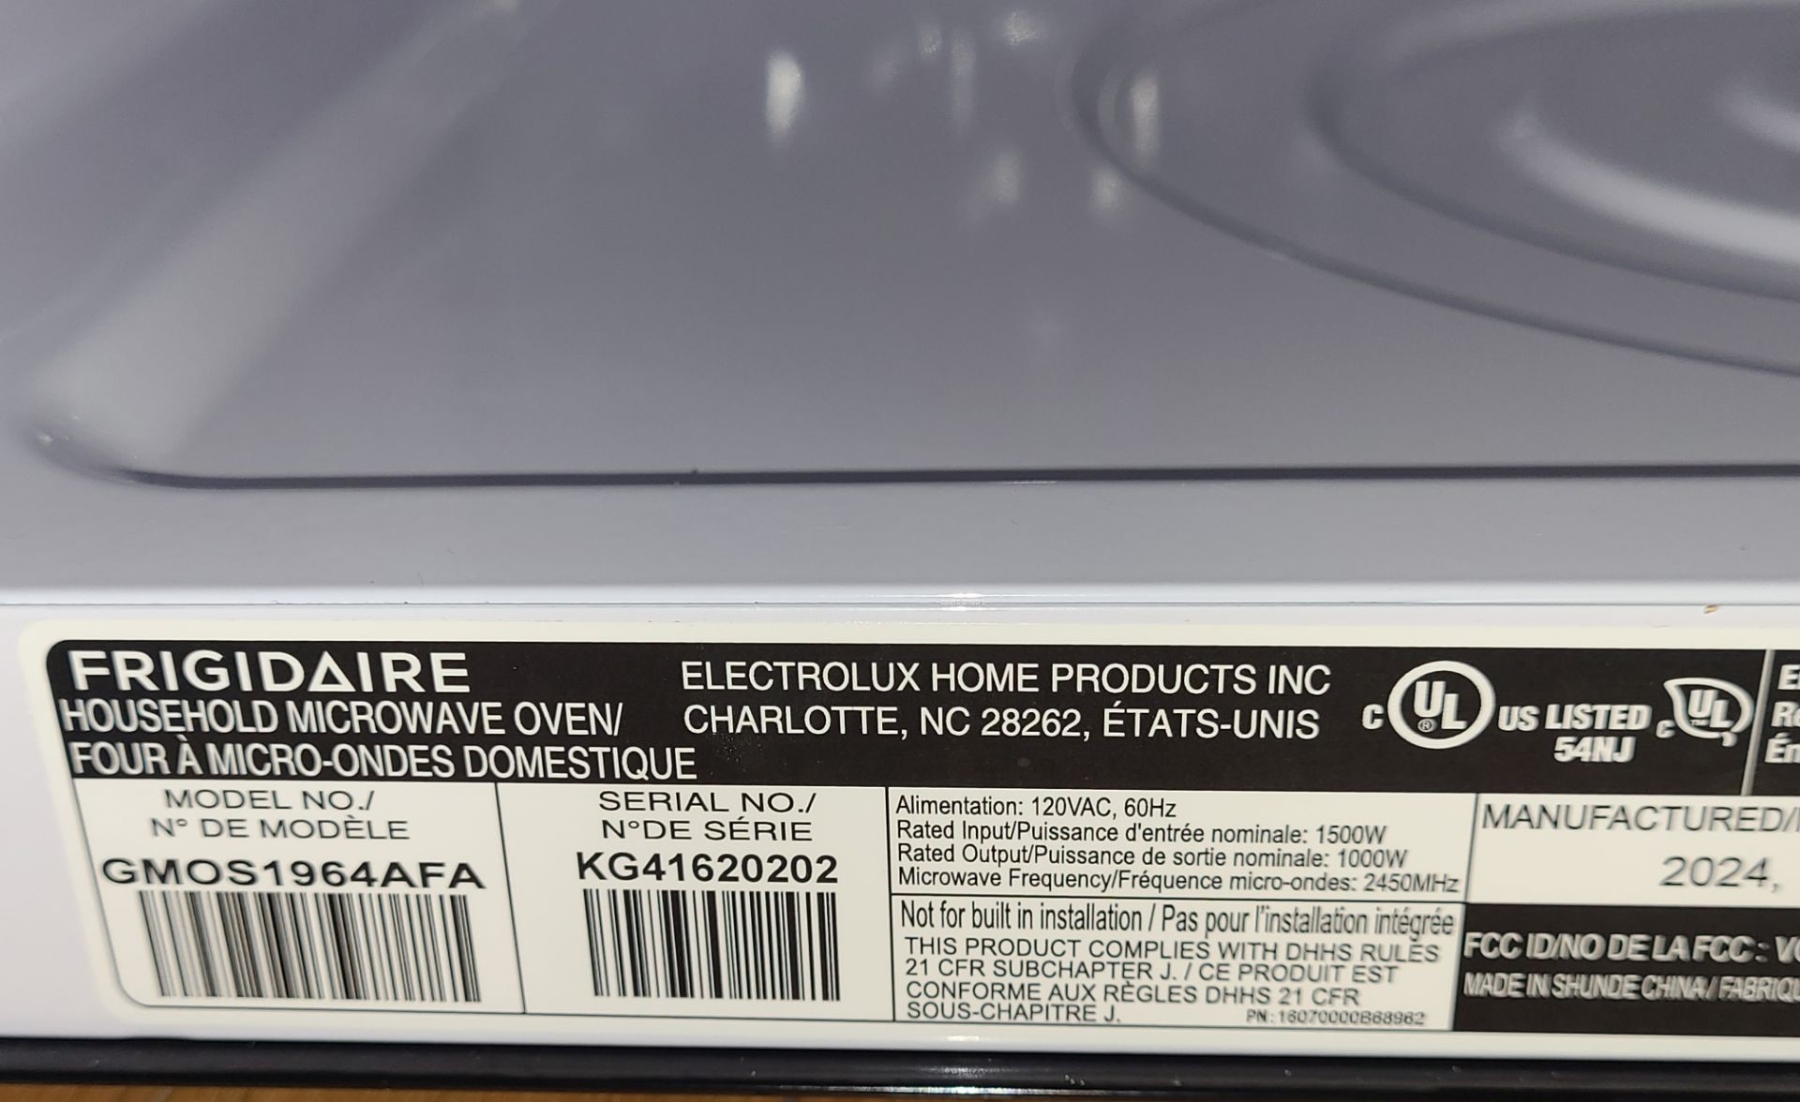 FRIGIDAIRE
HOUSEHOLD MICROWAVE OVEN/
FOUR À MICRO-ONDES DOMESTIQUE
ELECTROLUX HOME PRODUCTS INC
CHARLOTTE, NC 28262, ÉTATS-UNIS
C UL ® US LISTED
54NJ
C UL
MODEL NO./
N° DE MODÈLE
GMOS1964AFA
SERIAL NO./
N°DE SÉRIE
KG41620202
Alimentation: 120VAC, 60Hz
Rated Input/Puissance d'entrée nominale: 1500W
Rated Output/Puissance de sortie nominale: 1000W
Microwave Frequency/Fréquence micro-ondes: 2450MHz
Not for built in installation / Pas pour l'installation intégrée
THIS PRODUCT COMPLIES WITH DHHS RULES
21 CFR SUBCHAPTER J. / CE PRODUIT EST
CONFORME AUX RÈGLES DHHS 21 CFR
SOUS-CHAPITRE J.
PN:16070000B68962
MANUFACTURED/
2024,
FCC ID/NO DE LA FCC:
MADE IN SHUNDE CHINA/